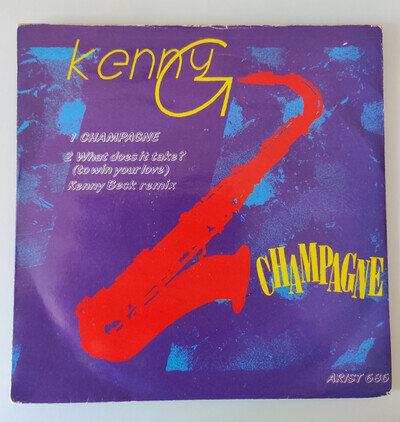 kenny G
1 CHAMPAGNE
2 What does it take?
(to win your love)
Kenny Beck remix
CHAMPAGNE
ARIST 686